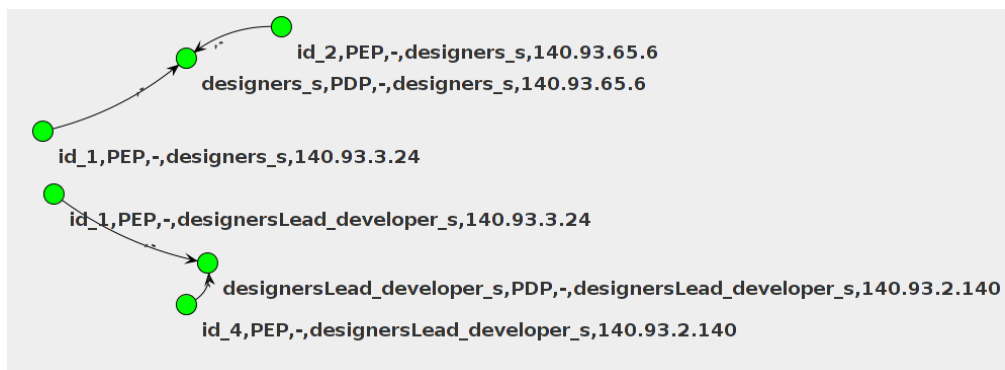 id_2,PEP,-,designers_s,140.93.65.6
designers_s,PDP,-,designers_s,140.93.65.6
id_1,PEP,-,designers_s,140.93.3.24
id_1,PEP,-,designersLead_developer_s,140.93.3.24
designersLead_developer_s,PDP,-,designersLead_developer_s,140.93.2.140
id_4,PEP,-,designersLead_developer_s,140.93.2.140